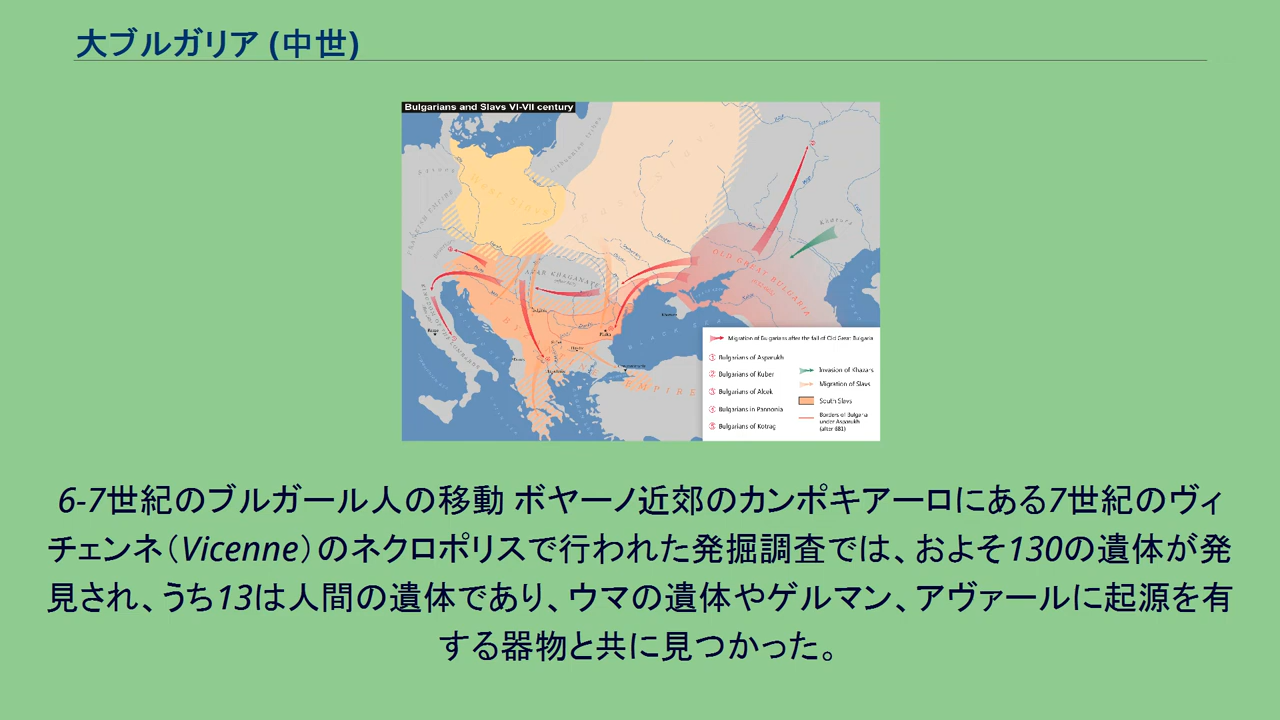 大ブルガリア (中世)
Bulgarians and Slavs VI-VII century
OLD GREAT BULGARIA
AVAR KHAGANATE
EMPIRE
Migration of Bulgarians after the fall of Old Great Bulgaria
① Bulgarians of Asparukh
② Bulgarians of Kuber
③ Bulgarians of Alcek
④ Bulgarians in Pannonia
⑤ Bulgarians of Kotrag
Invasion of Khazars
Migration of Slavs
South Slavs
Borders of Bulgaria
under Asparukh
(after 681)
6-7世紀のブルガール人の移動 ボヤーノ近郊のカンポキアーロにある7世紀のヴィ
チェンネ（Vicenne）のネクロポリスで行われた発掘調査では、およそ130の遺体が発
見され、うち13は人間の遺体であり、ウマの遺体やゲルマン、アヴァールに起源を有
する器物と共に見つかった。